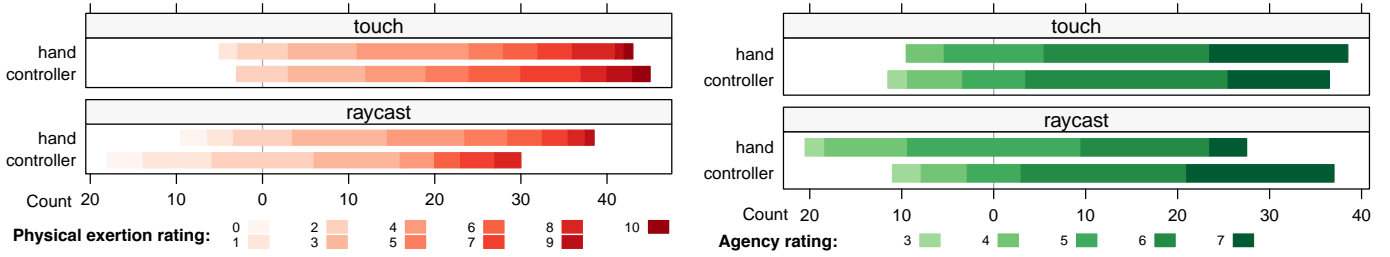 touch
hand
controller
raycast
hand
controller
Count 20 10 0 10 20 30 40
Physical exertion rating: 0 2 4 6 8 10
1 3 5 7 9
touch
hand
controller
raycast
hand
controller
Count 20 10 0 10 20 30 40
Agency rating: 3 4 5 6 7